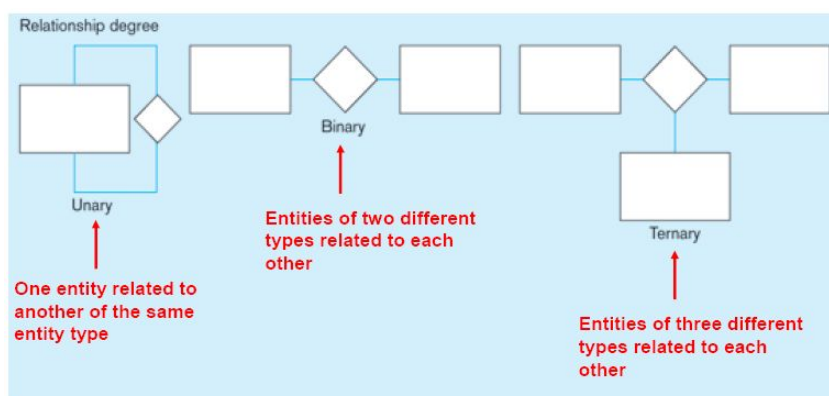 Relationship degree
Unary
Binary
Ternary
One entity related to
another of the same
entity type
Entities of two different
types related to each
other
Entities of three different
types related to each
other